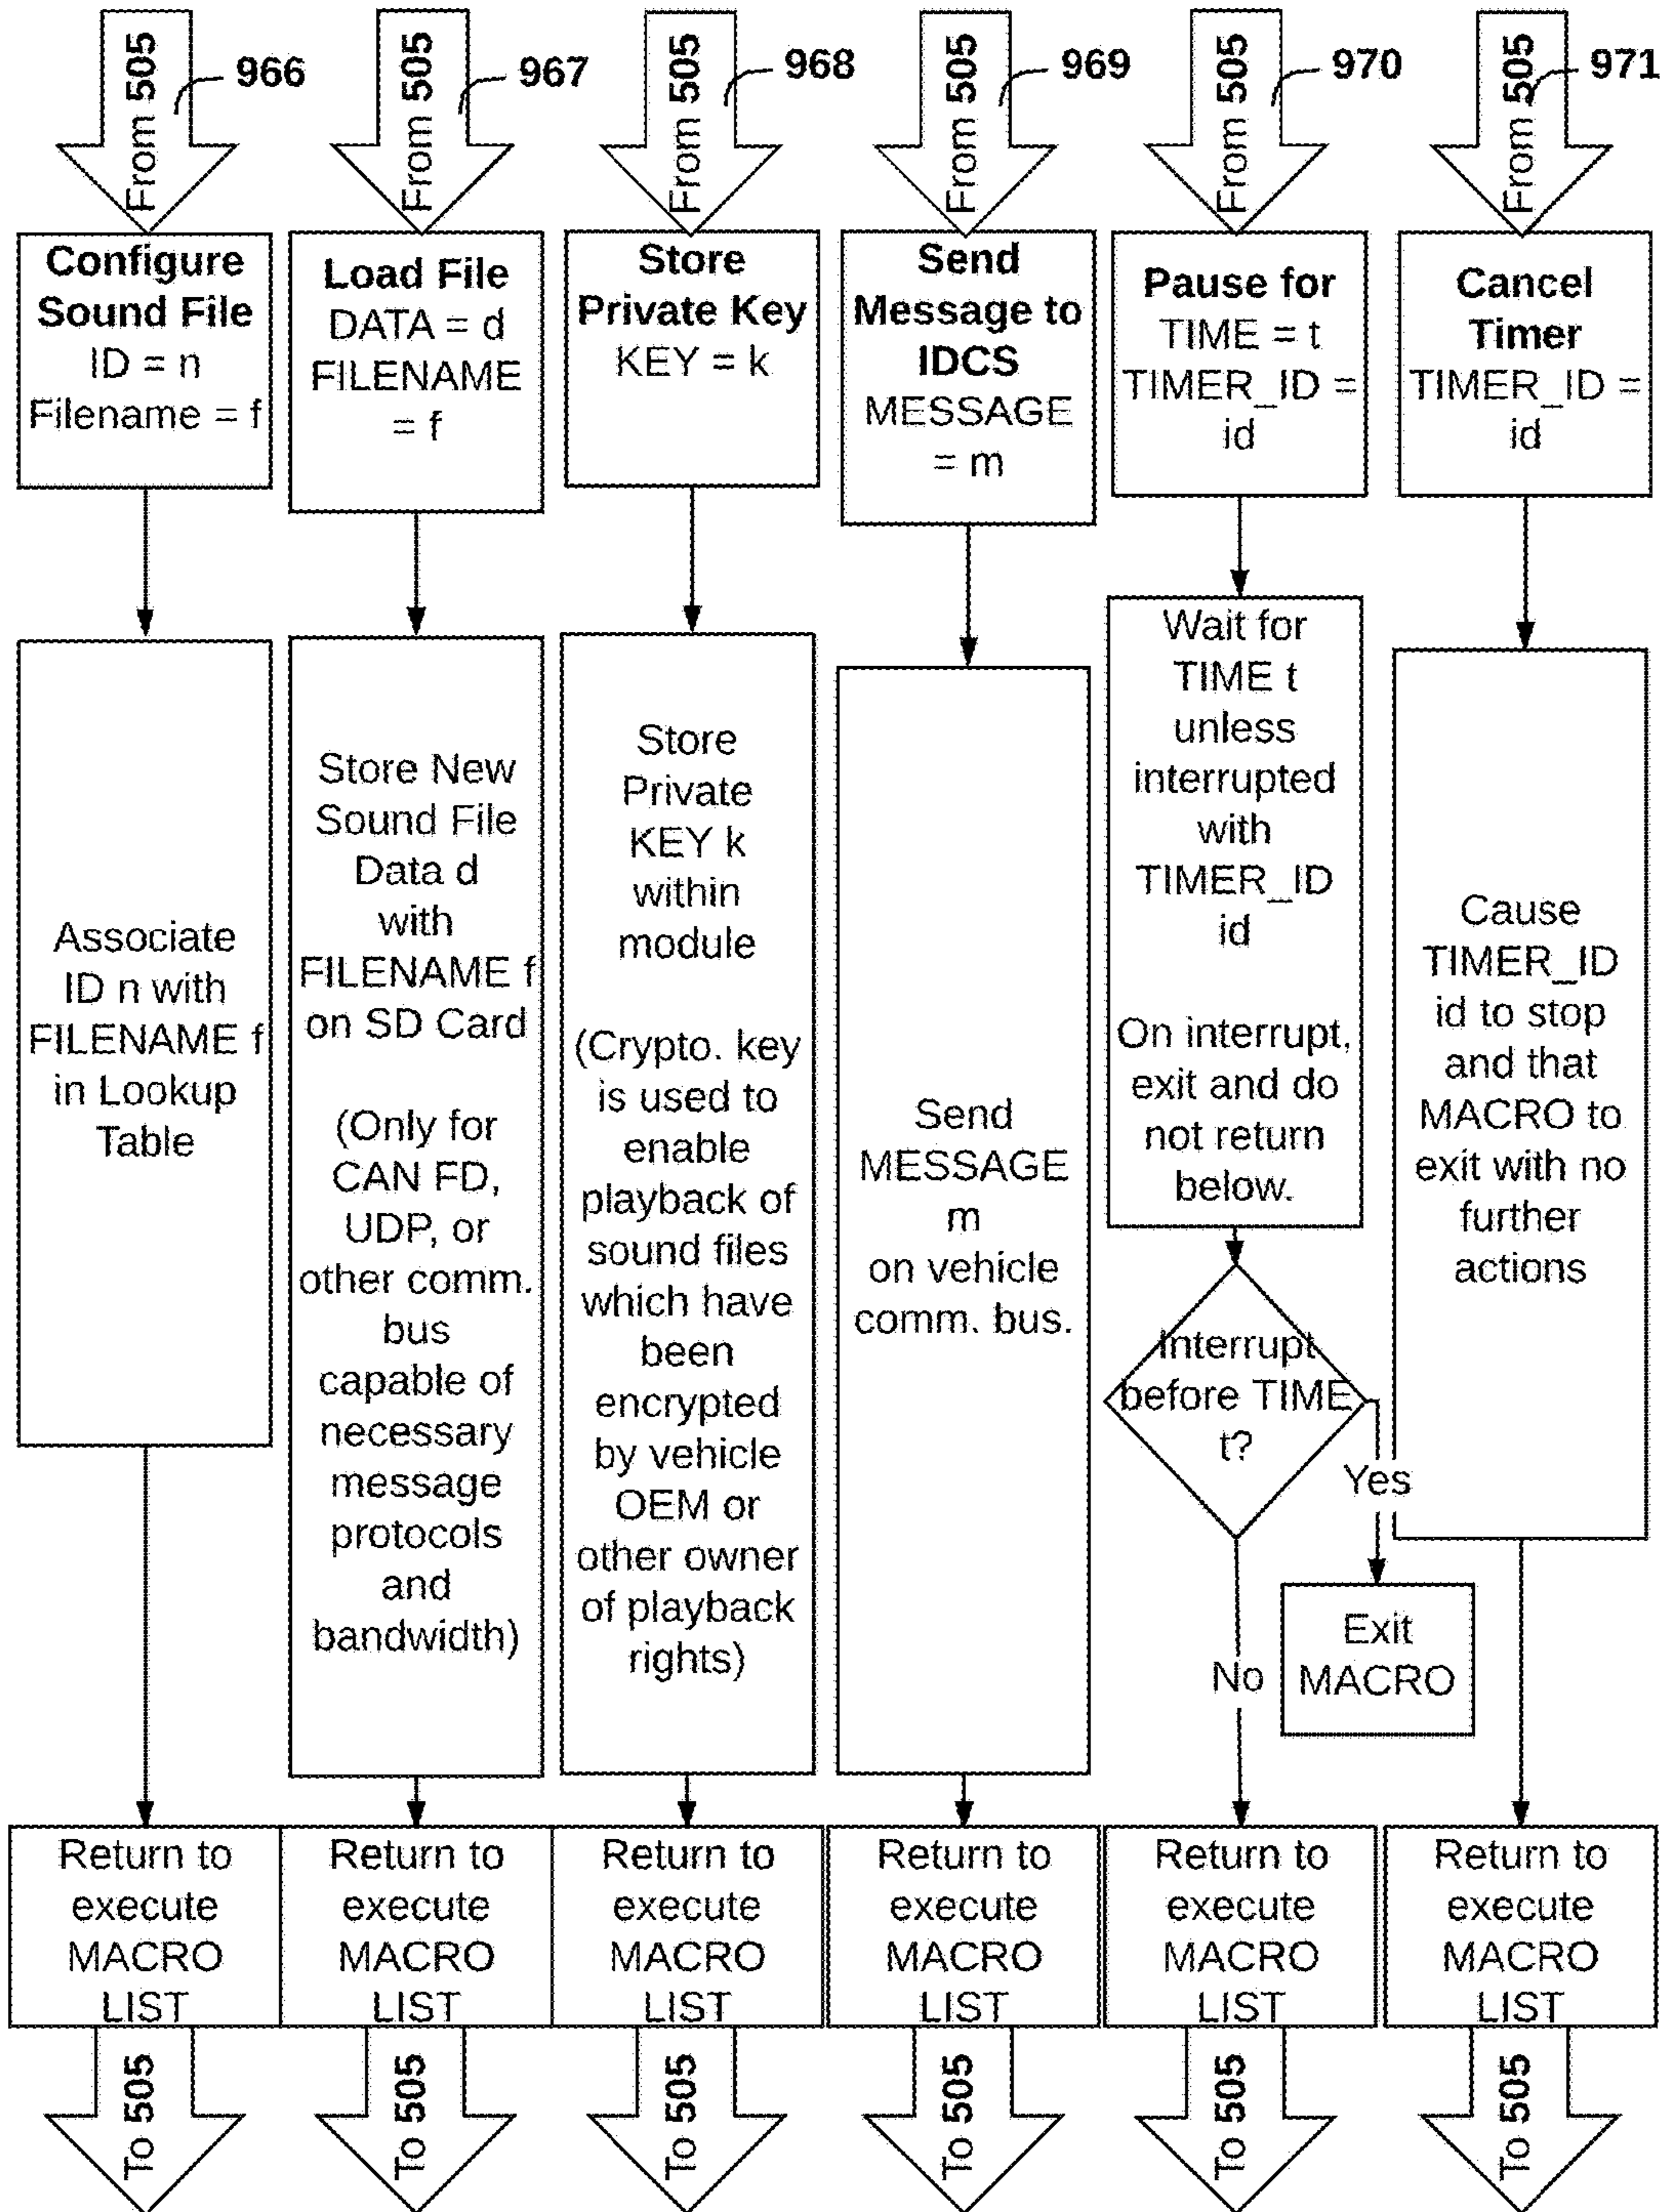 From 505
966
Configure
Sound File
ID = n
Filename = f
Associate
ID n with
FILENAME f
in Lookup
Table
Return to
execute
MACRO
LIST
To 505
From 505
967
Load File
DATA = d
FILENAME
= f
Store New
Sound File
Data d
with
FILENAME f
on SD Card
(Only for
CAN FD,
UDP, or
other comm.
bus
capable of
necessary
message
protocols
and
bandwidth)
Return to
execute
MACRO
LIST
To 505
From 505
968
Store
Private Key
KEY = k
Store
Private
KEY k
within
module
(Crypto. key
is used to
enable
playback of
sound files
which have
been
encrypted
by vehicle
OEM or
other owner
of playback
rights)
Return to
execute
MACRO
LIST
To 505
From 505
969
Send
Message to
IDCS
MESSAGE
= m
Send
MESSAGE
m
on vehicle
comm. bus.
Return to
execute
MACRO
LIST
To 505
From 505
970
Pause for
TIME = t
TIMER_ID =
id
Wait for
TIME t
unless
interrupted
with
TIMER_ID
id
On interrupt,
exit and do
not return
below.
Interrupt
before TIME
t?
Yes
Exit
MACRO
No
Return to
execute
MACRO
LIST
To 505
From 505
971
Cancel
Timer
TIMER_ID =
id
Cause
TIMER_ID
id to stop
and that
MACRO to
exit with no
further
actions
Return to
execute
MACRO
LIST
To 505